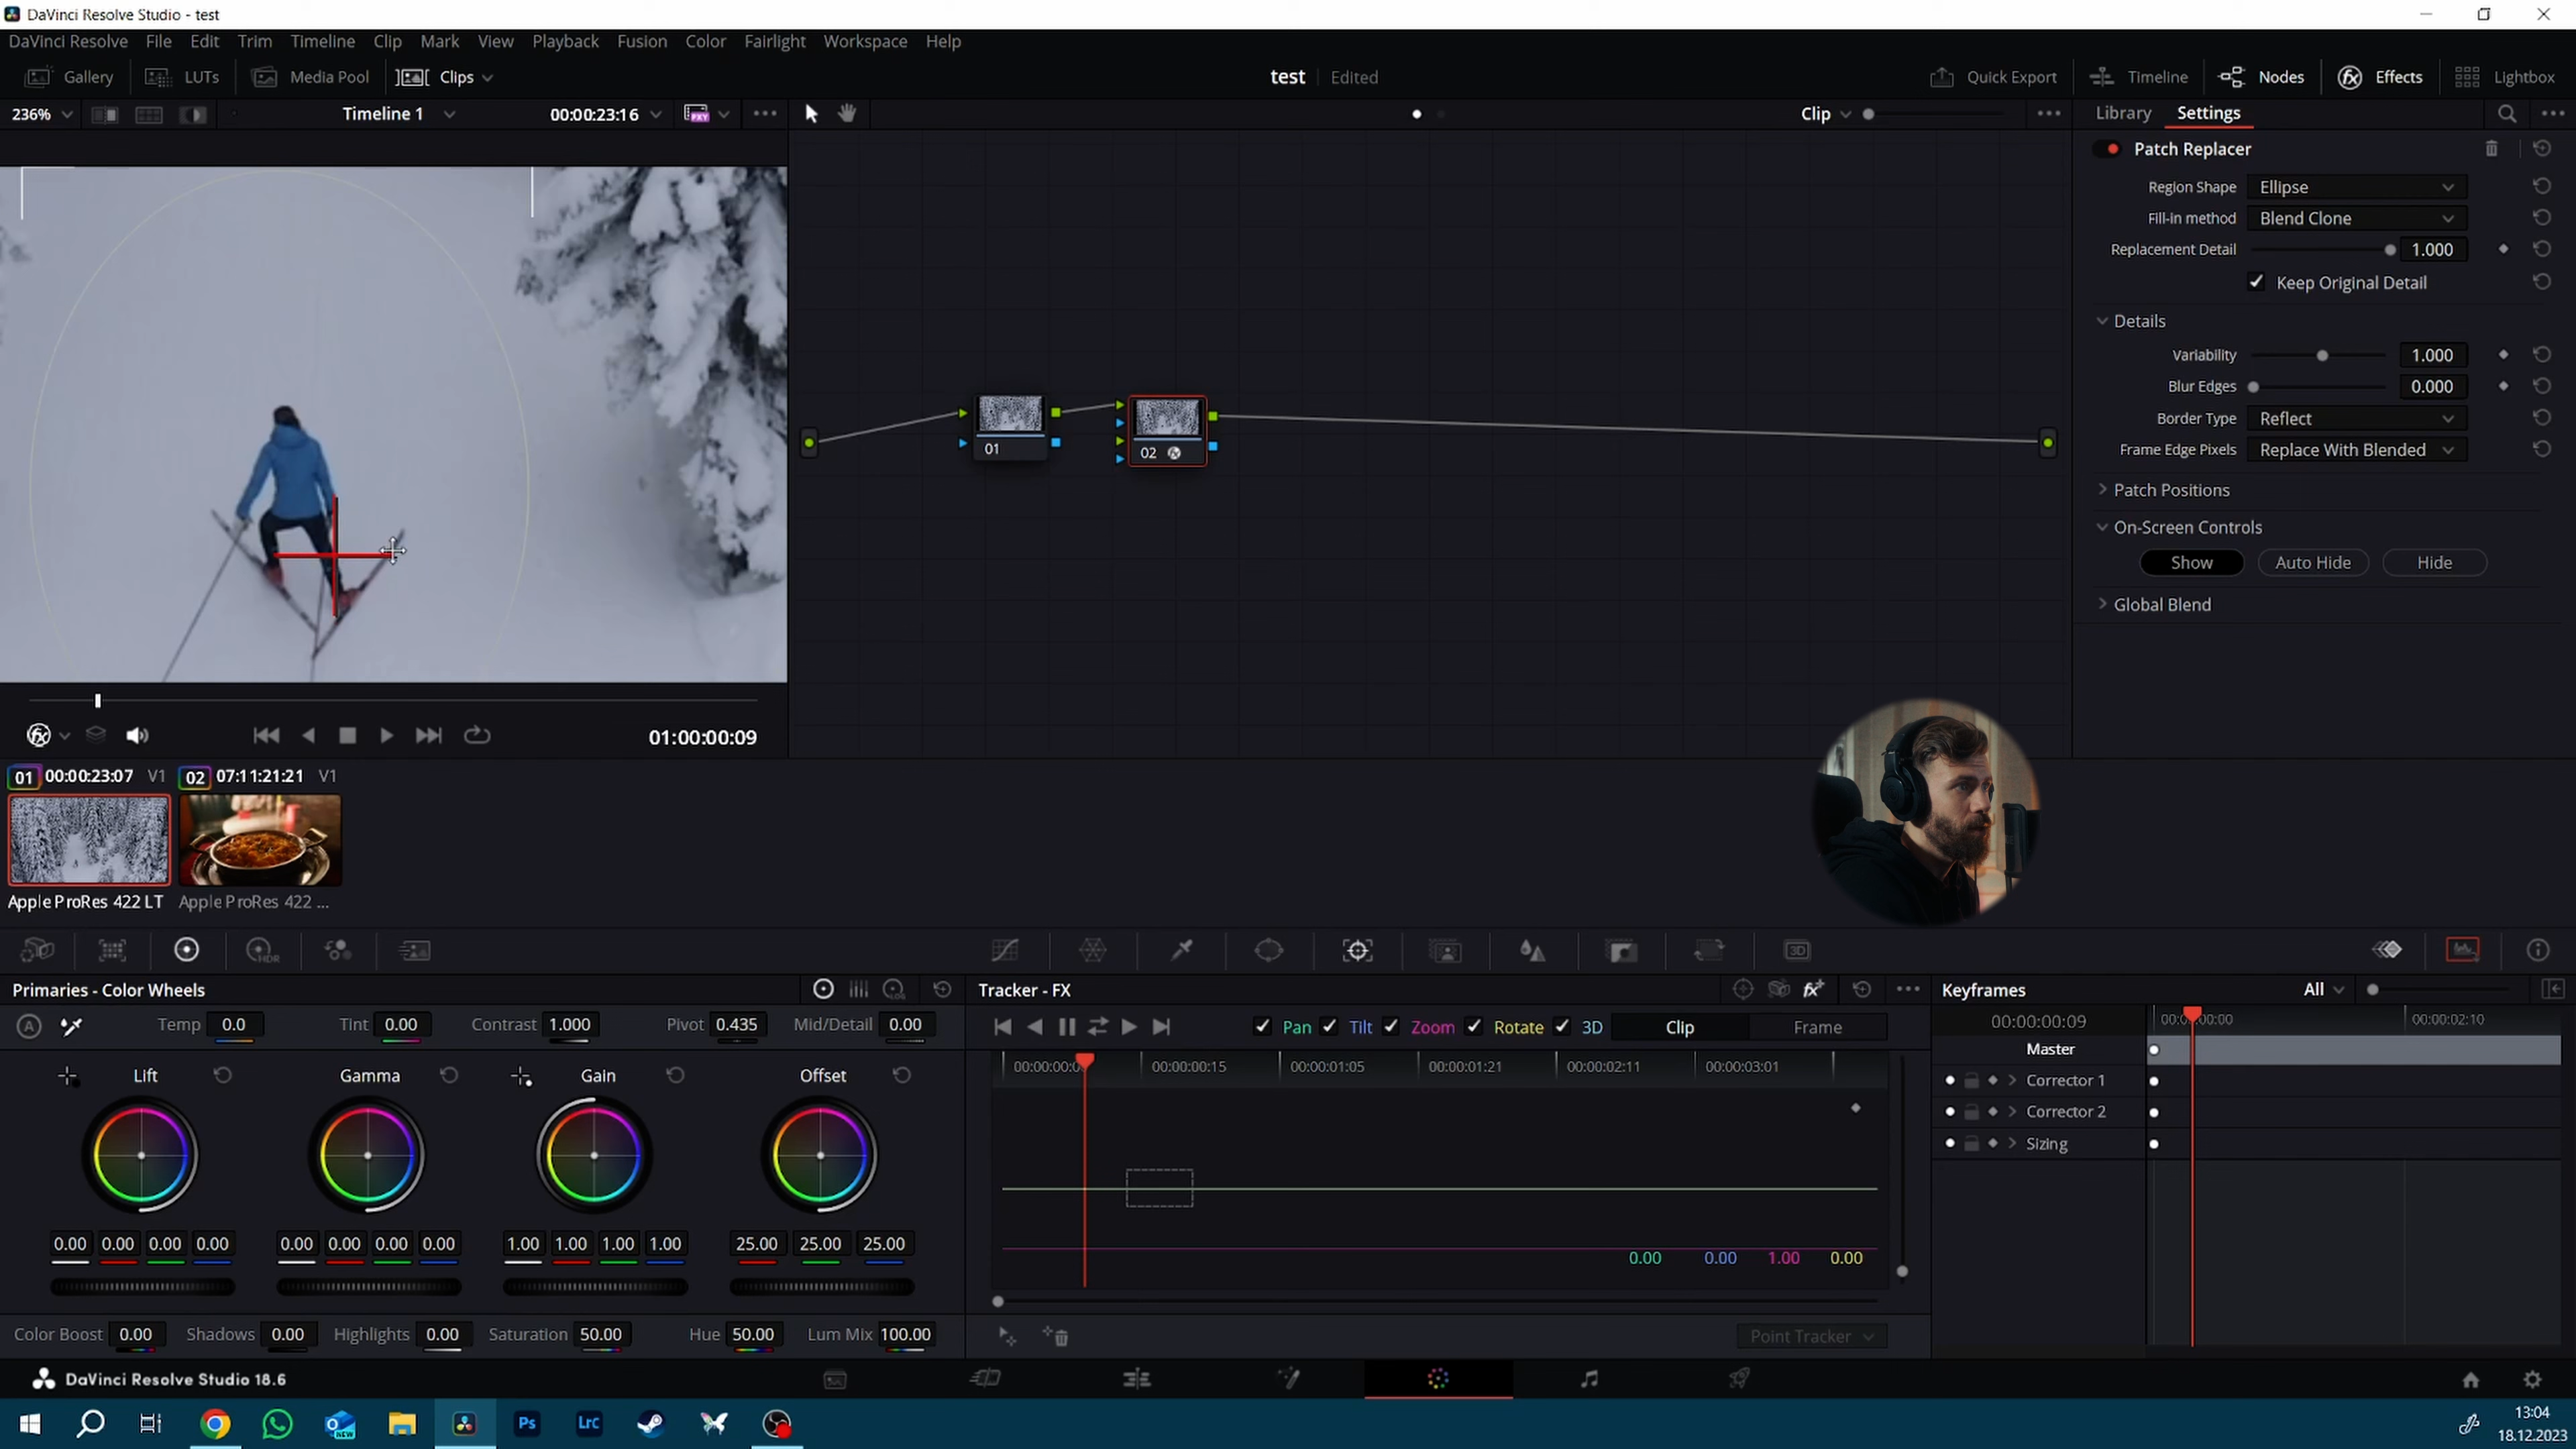 DaVinci Resolve Studio - test
DaVinci Resolve File Edit Trim Timeline Clip Mark View Playback Fusion Color Fairlight Workspace Help
Gallery LUTs Media Pool Clips test Edited Quick Export Timeline Nodes Effects Lightbox
236% Timeline 1 00:00:23:16 Clip Library Settings
Patch Replacer
Region Shape Ellipse
Fill-in method Blend Clone
Replacement Detail 1.000
Keep Original Detail
Details
Variability 1.000
Blur Edges 0.000
Border Type Reflect
Frame Edge Pixels Replace With Blended
Patch Positions
On-Screen Controls
Show Auto Hide Hide
Global Blend
01 02
01:00:00:09
01 00:00:23:07 V1 02 07:11:21:21 V1
Apple ProRes 422 LT Apple ProRes 422 ...
HDR 3D
Primaries - Color Wheels LOG
Temp 0.0 Tint 0.00 Contrast 1.000 Pivot 0.435 Mid/Detail 0.00
Lift Gamma Gain Offset
0.00 0.00 0.00 0.00 0.00 0.00 0.00 0.00 1.00 1.00 1.00 1.00 25.00 25.00 25.00
Color Boost 0.00 Shadows 0.00 Highlights 0.00 Saturation 50.00 Hue 50.00 Lum Mix 100.00
Tracker - FX
Pan Tilt Zoom Rotate 3D Clip Frame
00:00:00:0 00:00:00:15 00:00:01:05 00:00:01:21 00:00:02:11 00:00:03:01
0.00 0.00 1.00 0.00
Point Tracker
Keyframes All
00:00:00:09 00:00:02:10
Master
Corrector 1
Corrector 2
Sizing
DaVinci Resolve Studio 18.6
NEW Ps LrC
13:04
18.12.2023